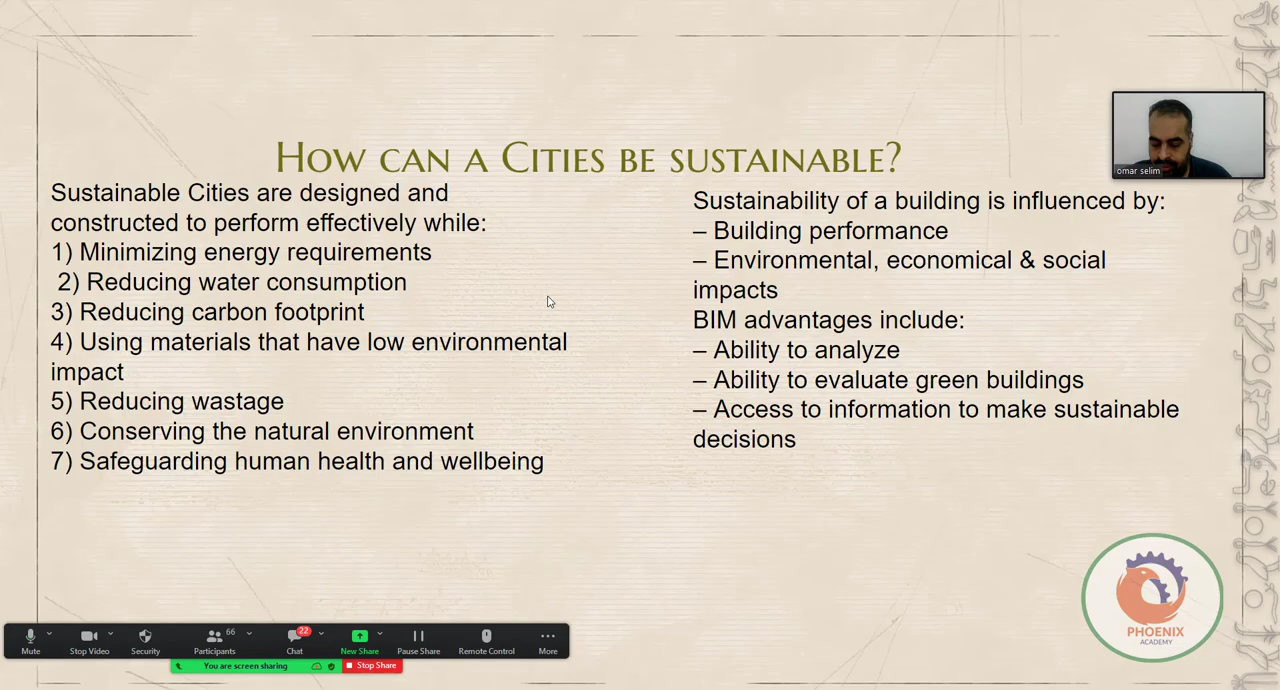 How can a Cities be sustainable?
omar selim
Sustainable Cities are designed and
constructed to perform effectively while:
1) Minimizing energy requirements
2) Reducing water consumption
3) Reducing carbon footprint
4) Using materials that have low environmental
impact
5) Reducing wastage
6) Conserving the natural environment
7) Safeguarding human health and wellbeing
Sustainability of a building is influenced by:
– Building performance
– Environmental, economical & social
impacts
BIM advantages include:
– Ability to analyze
– Ability to evaluate green buildings
– Access to information to make sustainable
decisions
PHOENIX
ACADEMY
66
22
Mute
Stop Video
Security
Participants
Chat
New Share
Pause Share
Remote Control
More
You are screen sharing
Stop Share